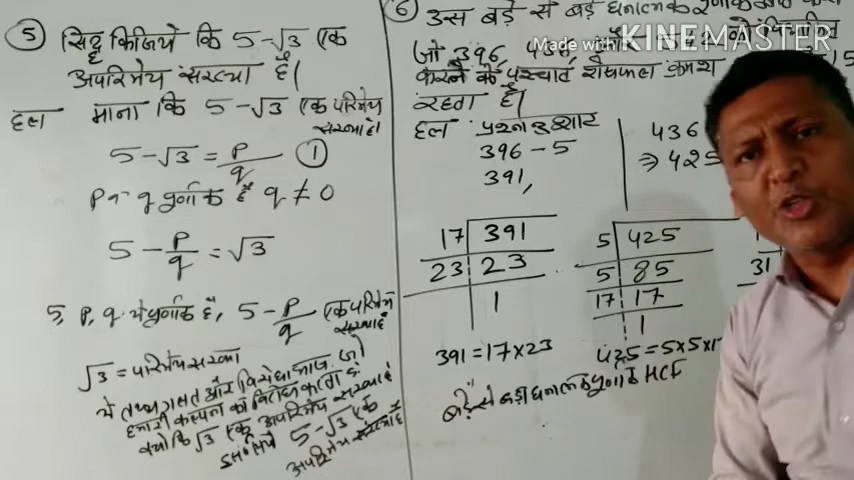 ⑤ सिद्ध किजिये कि 5-√3 एक
अपरिमेय संख्या है।
हल माना कि 5-√3 एक परिमेय
संख्या है।
5-√3 = P/q ①
P व q पुर्णांक है q ≠ 0
5 - P/q = √3
5, P, q ये पुर्णांक है, 5 - P/q एक परिमेय
संख्या है
√3 = परिमेय संख्या
ये तथ्य गलत और विरोधाभाष जो
हमारी कल्पना का विरोध करता है
क्योकि √3 एक अपरिमेय संख्या है
इसलिये 5-√3 एक
अपरिमेय संख्या है
⑥ उस बड़े से बड़े धनात्मक पुर्णांक
जो 396, 436,
करने के पश्चात शेषफल क्रमश 15
रहता है।
हल प्रश्न अनुसार
396 - 5
391,
436
⇒ 425
17 391
23 23
1
391 = 17×23
5 425
5 85
17 17
1
425 = 5×5×17
31
बड़े से बड़ा धनात्मक पुर्णांक HCF
Made with KINEMASTER